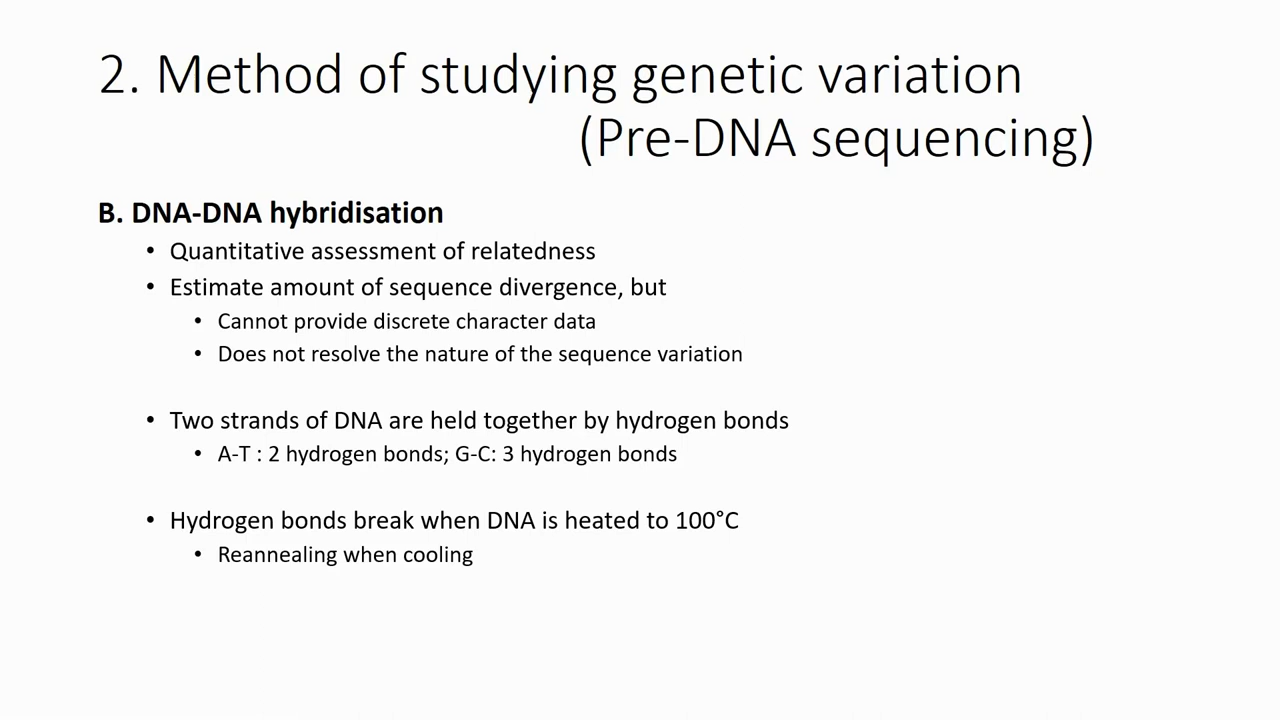 2. Method of studying genetic variation
(Pre-DNA sequencing)
B. DNA-DNA hybridisation
• Quantitative assessment of relatedness
• Estimate amount of sequence divergence, but
• Cannot provide discrete character data
• Does not resolve the nature of the sequence variation
• Two strands of DNA are held together by hydrogen bonds
• A-T : 2 hydrogen bonds; G-C: 3 hydrogen bonds
• Hydrogen bonds break when DNA is heated to 100°C
• Reannealing when cooling